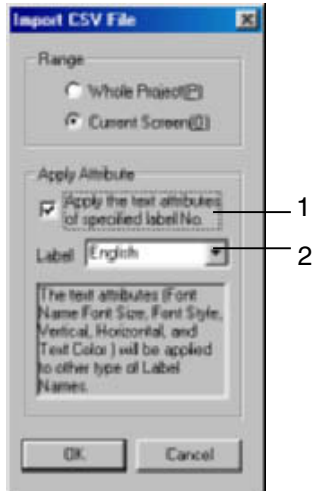 Import CSV File
Range
Whole Project(P)
Current Screen(O)
Apply Attribute
Apply the text attributes
of specified label No.
1
Label English
2
The text attributes (Font
Name Font Size, Font Style,
Vertical, Horizontal, and
Text Color ) will be applied
to other type of Label
Names.
OK
Cancel